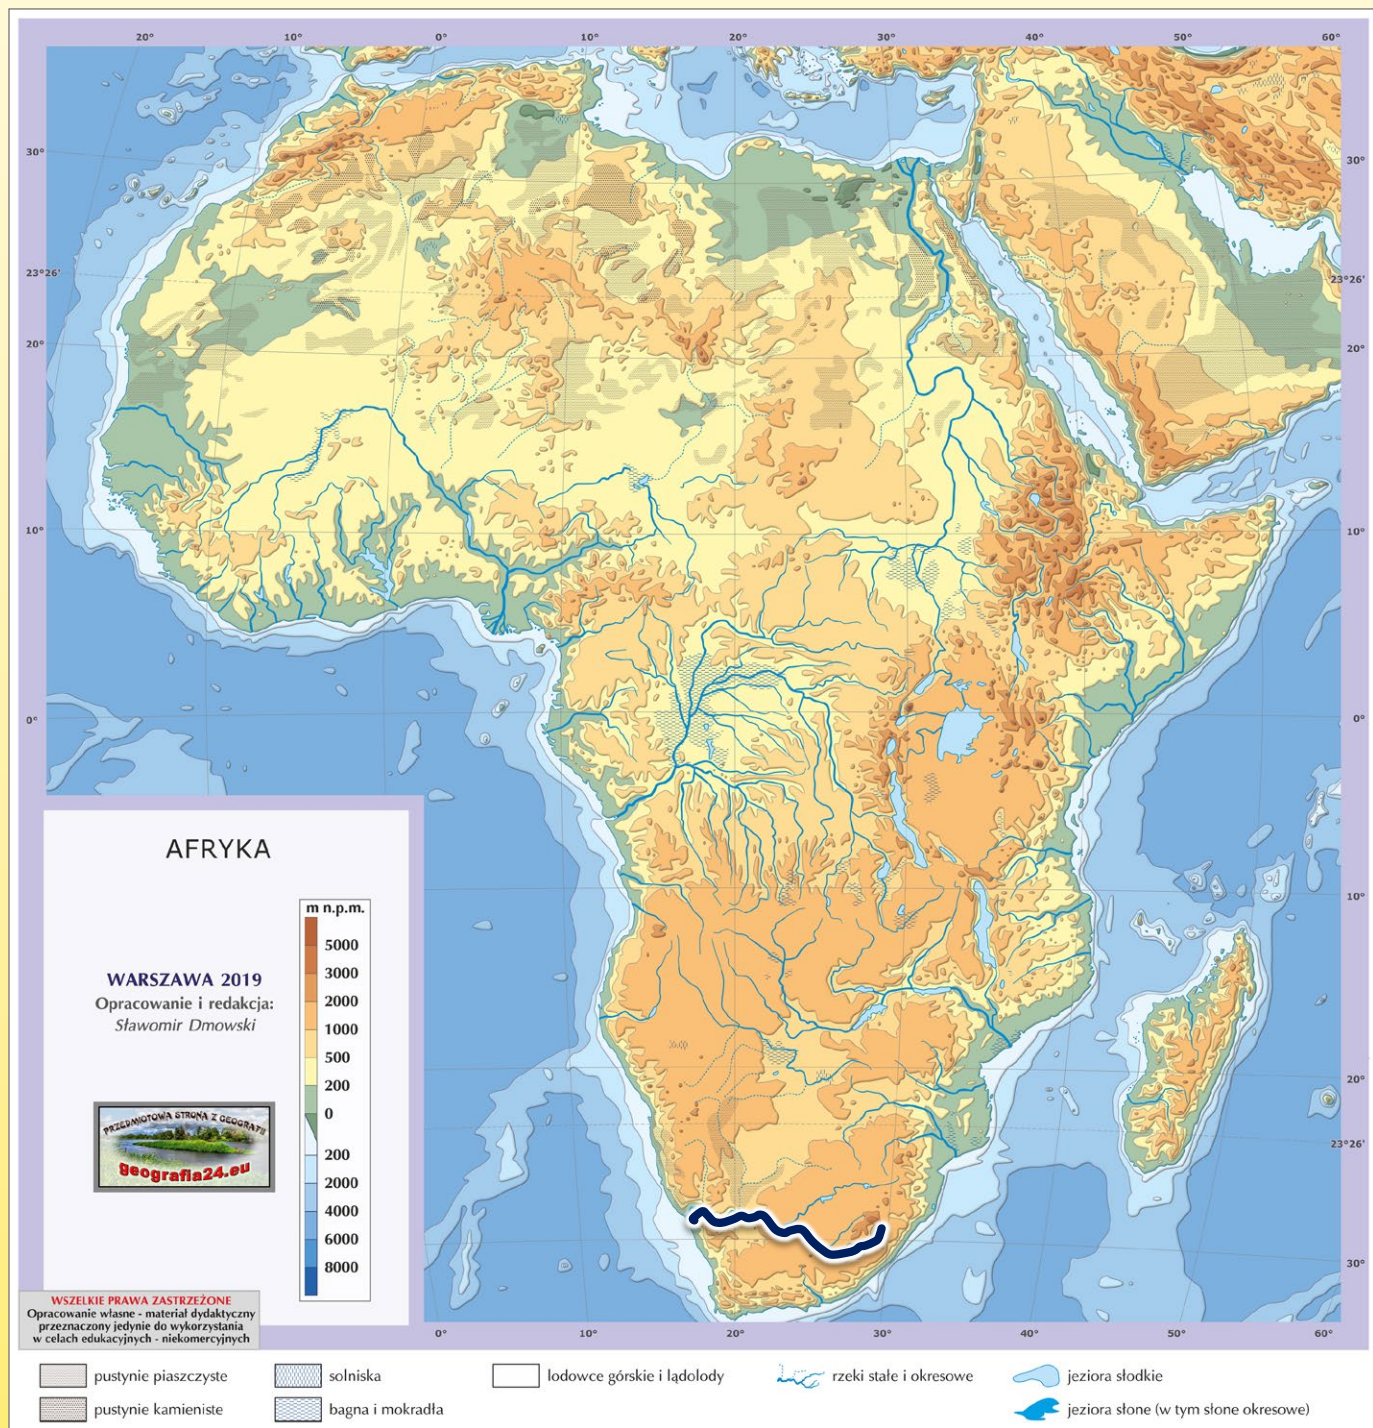 20° 10° 0° 10° 20° 30° 40° 50° 60°
30° 30°
23°26' 23°26'
20° 20°
10° 10°
0° 0°
10°
20°
23°26'
30°
AFRYKA
WARSZAWA 2019
Opracowanie i redakcja:
Sławomir Dmowski
PRZEDMIOTOWA STRONA Z GEOGRAFII
geografia24.eu
m n.p.m.
5000
3000
2000
1000
500
200
0
200
2000
4000
6000
8000
WSZELKIE PRAWA ZASTRZEŻONE
Opracowanie własne - materiał dydaktyczny
przeznaczony jedynie do wykorzystania
w celach edukacyjnych - niekomercyjnych
0° 10° 20° 30° 40° 50° 60°
pustynie piaszczyste
solniska
lodowce górskie i lądolody
rzeki stałe i okresowe
jeziora słodkie
pustynie kamieniste
bagna i mokradła
jeziora słone (w tym słone okresowe)